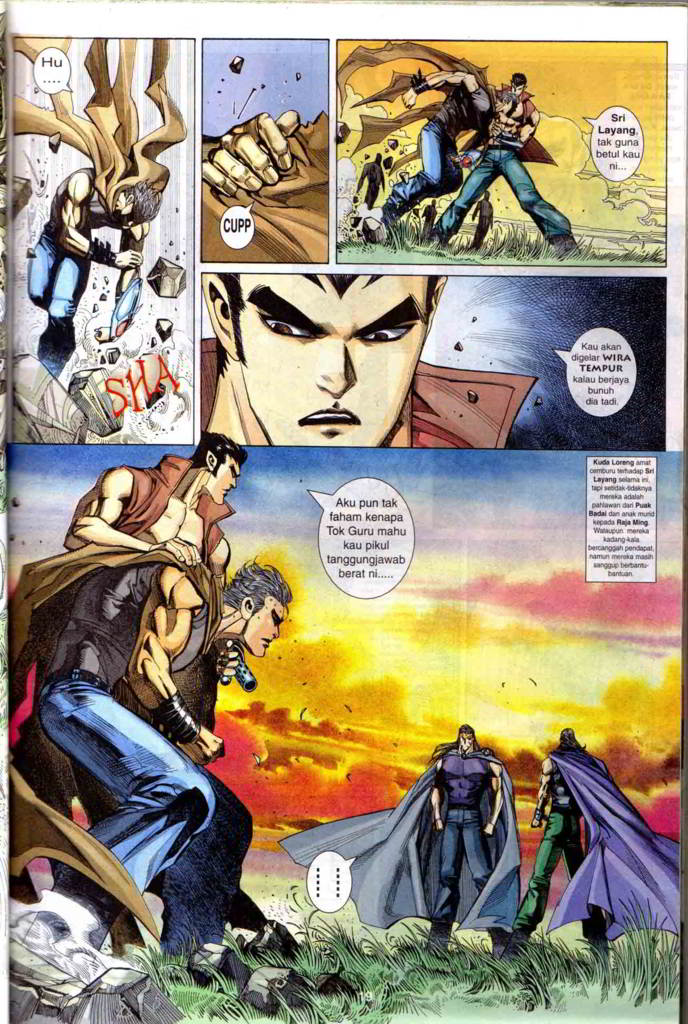 Hu
....
CUPP
Sri
Layang,
tak guna
betul kau
ni...
SHA
Kau akan
digelar WIRA
TEMPUR
kalau berjaya
bunuh
dia tadi.
Aku pun tak
faham kenapa
Tok Guru mahu
kau pikul
tanggungjawab
berat ni.....
Kuda Loreng amat
cemburu terhadap Sri
Layang selama ini,
tapi setidak-tidaknya
mereka adalah
pahlawan dari Puak
Badai dan anak murid
kepada Raja Ming.
Walaupun mereka
kadang-kala
bercanggah pendapat,
namun mereka masih
sanggup berbantu-
bantuan.
! !
19